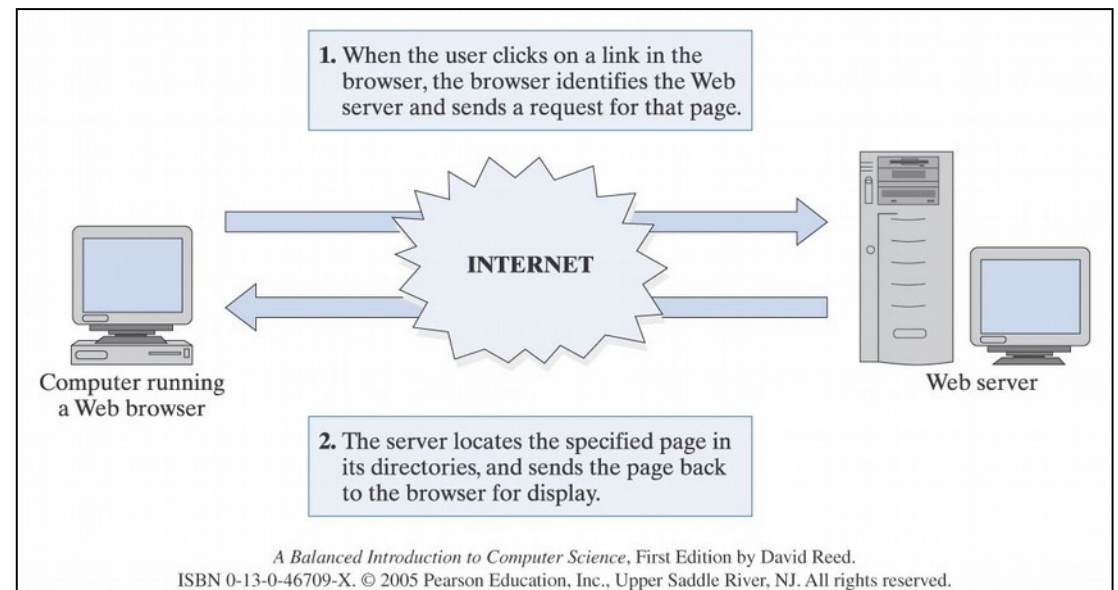 1. When the user clicks on a link in the
browser, the browser identifies the Web
server and sends a request for that page.
INTERNET
Computer running
a Web browser
Web server
2. The server locates the specified page in
its directories, and sends the page back
to the browser for display.
A Balanced Introduction to Computer Science, First Edition by David Reed.
ISBN 0-13-0-46709-X. © 2005 Pearson Education, Inc., Upper Saddle River, NJ. All rights reserved.